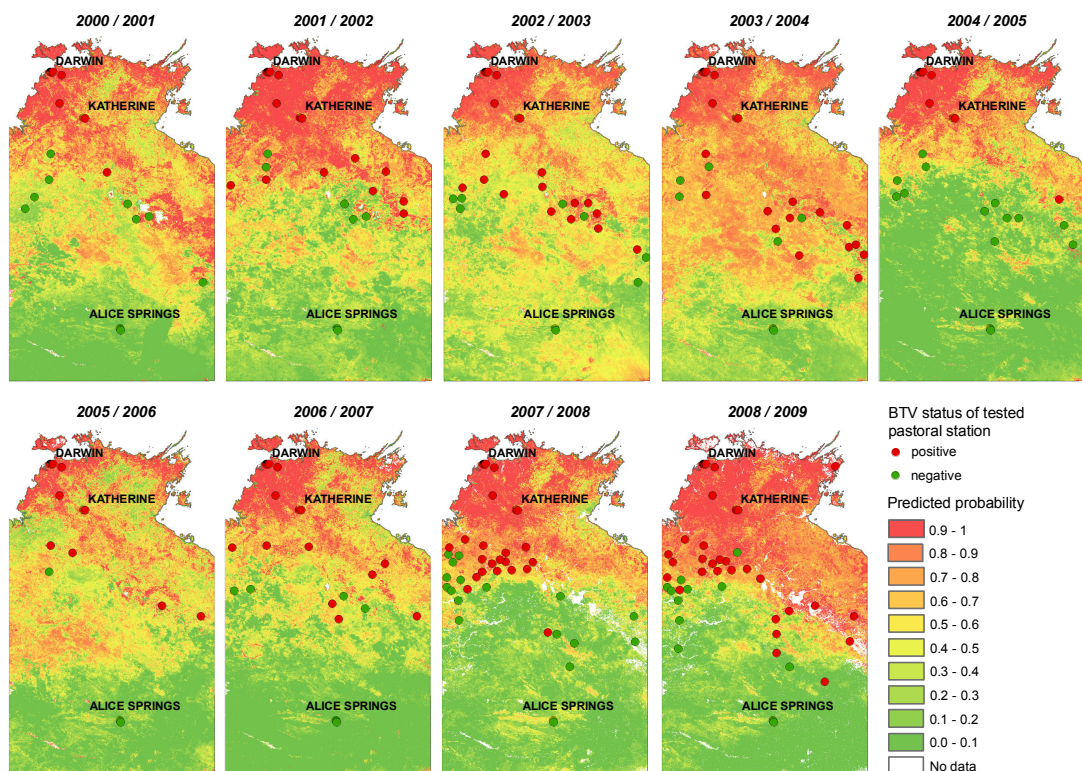 2000 / 2001
2001 / 2002
2002 / 2003
2003 / 2004
2004 / 2005
DARWIN
KATHERINE
ALICE SPRINGS
DARWIN
KATHERINE
ALICE SPRINGS
DARWIN
KATHERINE
ALICE SPRINGS
DARWIN
KATHERINE
ALICE SPRINGS
DARWIN
KATHERINE
ALICE SPRINGS
2005 / 2006
2006 / 2007
2007 / 2008
2008 / 2009
DARWIN
KATHERINE
ALICE SPRINGS
DARWIN
KATHERINE
ALICE SPRINGS
DARWIN
KATHERINE
ALICE SPRINGS
DARWIN
KATHERINE
ALICE SPRINGS
BTV status of tested
pastoral station
positive
negative
Predicted probability
0.9 - 1
0.8 - 0.9
0.7 - 0.8
0.6 - 0.7
0.5 - 0.6
0.4 - 0.5
0.3 - 0.4
0.2 - 0.3
0.1 - 0.2
0.0 - 0.1
No data